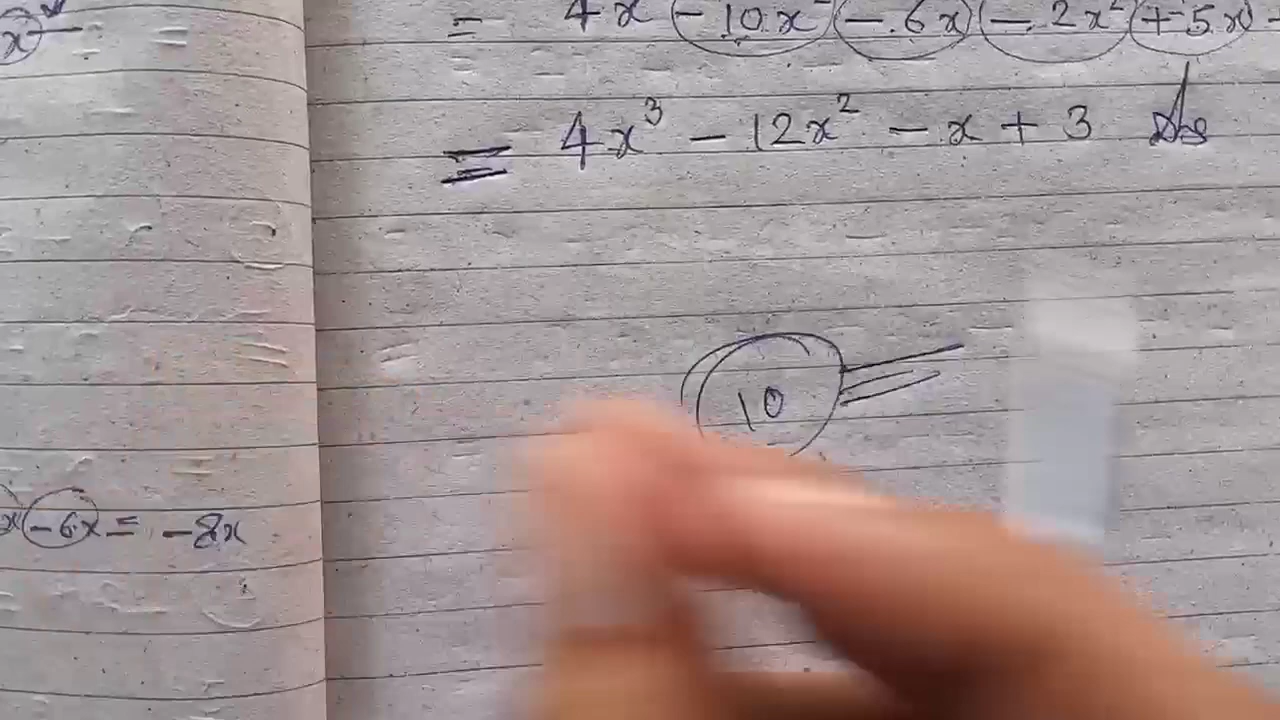 x
= 4x - 10x² - 6x - 2x² + 5x
= 4x³ - 12x² - x + 3 Ans
10
x - 6x = - 8x